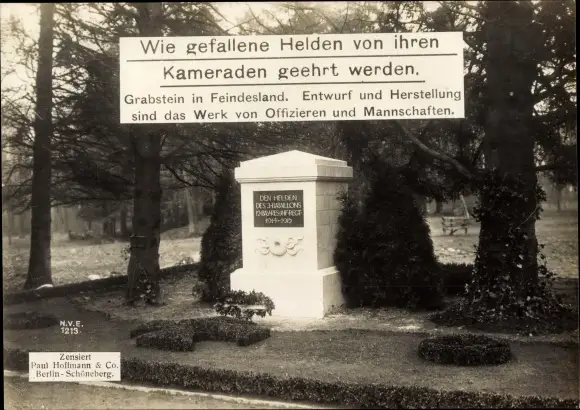 Wie gefallene Helden von ihren
Kameraden geehrt werden.
Grabstein in Feindesland. Entwurf und Herstellung
sind das Werk von Offizieren und Mannschaften.
DEN HELDEN
DES 3.BATAILLONS
1914-1915
N.V.E.
1213
Zensiert
Paul Hoffmann & Co.
Berlin-Schöneberg.